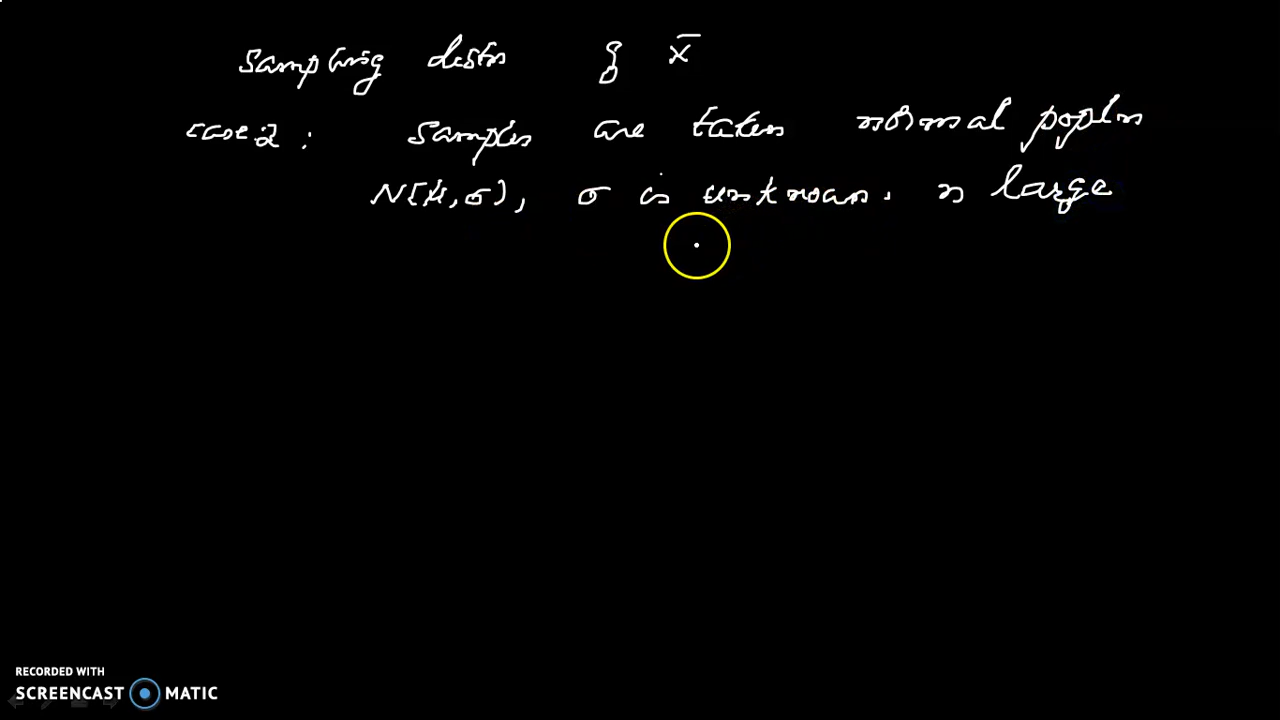 Sampling distn of x̄
case 2 : Samples are taken normal popln
N(μ,σ), σ is unknown. n large
RECORDED WITH
SCREENCAST MATIC